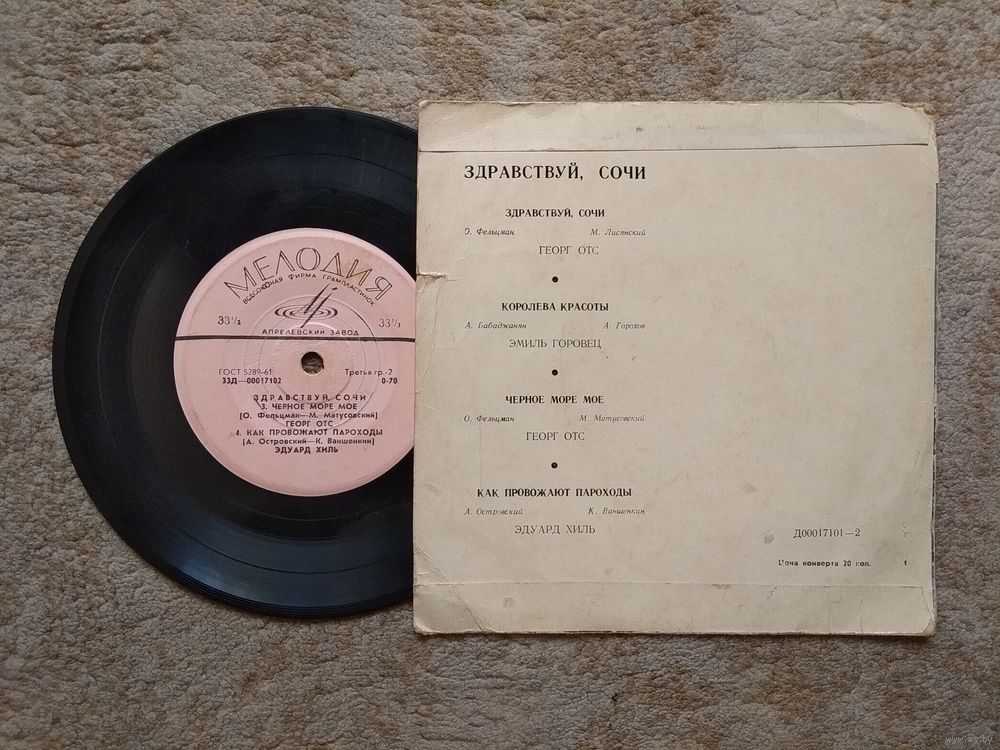 МЕЛОДИЯ
ВСЕСОЮЗНАЯ ФИРМА ГРАМПЛАСТИНОК
33⅓ 33⅓
АПРЕЛЕВСКИЙ ЗАВОД
ГОСТ 5289-61 Третья гр.-2
33Д—00017102 0-70
ЗДРАВСТВУЙ, СОЧИ
3. ЧЕРНОЕ МОРЕ МОЕ
(О. Фельцман—М. Матусовский)
ГЕОРГ ОТС
4. КАК ПРОВОЖАЮТ ПАРОХОДЫ
(А. Островский—К. Ваншенкин)
ЭДУАРД ХИЛЬ
ЗДРАВСТВУЙ, СОЧИ
ЗДРАВСТВУЙ, СОЧИ
О. Фельцман М. Лисянский
ГЕОРГ ОТС
КОРОЛЕВА КРАСОТЫ
А. Бабаджанян А. Горохов
ЭМИЛЬ ГОРОВЕЦ
ЧЕРНОЕ МОРЕ МОЕ
О. Фельцман М. Матусовский
ГЕОРГ ОТС
КАК ПРОВОЖАЮТ ПАРОХОДЫ
А. Островский К. Ваншенкин
ЭДУАРД ХИЛЬ
Д00017101—2
Цена конверта 20 коп. 1
www.ay.by